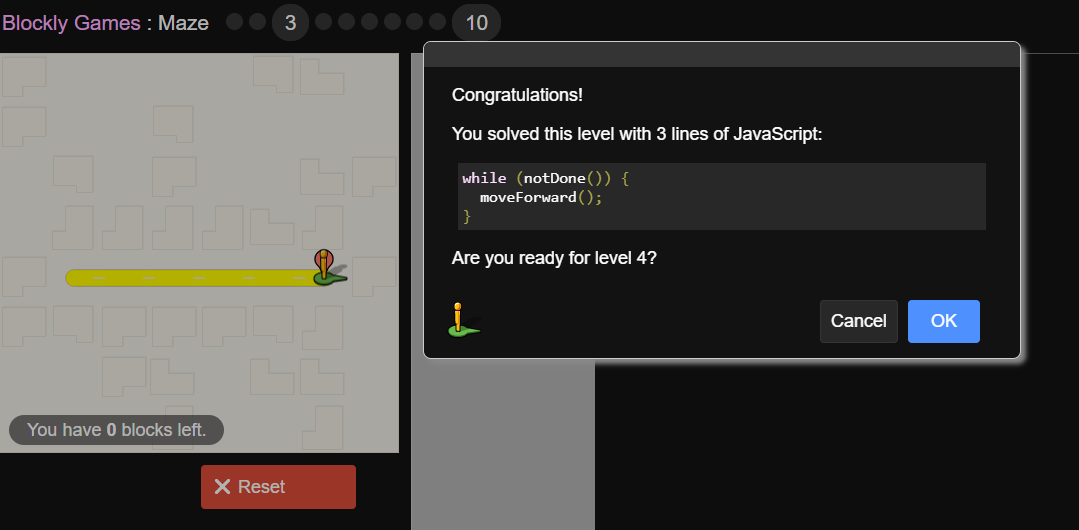 Blockly Games : Maze 3 10
Congratulations!
You solved this level with 3 lines of JavaScript:
while (notDone()) {
  moveForward();
}
Are you ready for level 4?
Cancel OK
You have 0 blocks left.
Reset